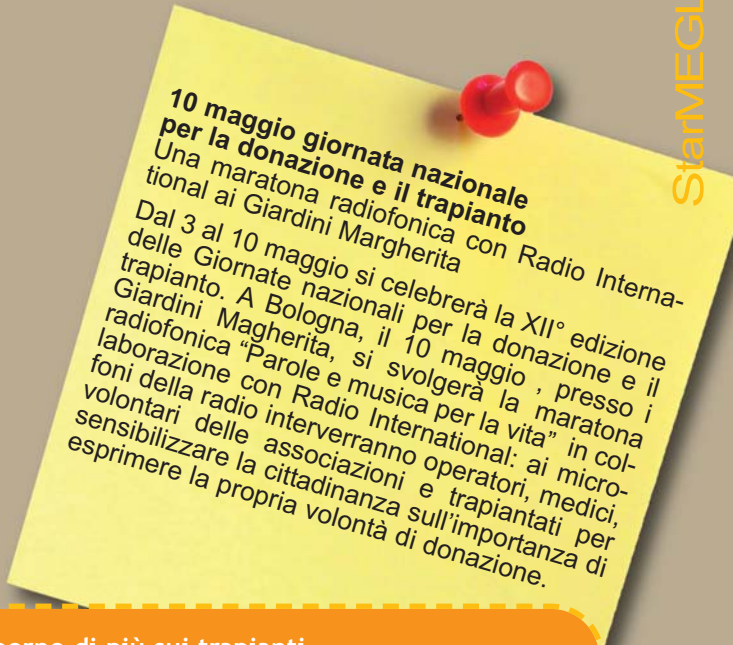 StarMEGL
10 maggio giornata nazionale
per la donazione e il trapianto
Una maratona radiofonica con Radio Interna-
tional ai Giardini Margherita
Dal 3 al 10 maggio si celebrerà la XII° edizione
delle Giornate nazionali per la donazione e il
trapianto. A Bologna, il 10 maggio , presso i
Giardini Magherita, si svolgerà la maratona
radiofonica “Parole e musica per la vita” in col-
laborazione con Radio International: ai micro-
foni della radio interverranno operatori, medici,
volontari delle associazioni e trapiantati per
sensibilizzare la cittadinanza sull’importanza di
esprimere la propria volontà di donazione.
di più sui trapianti